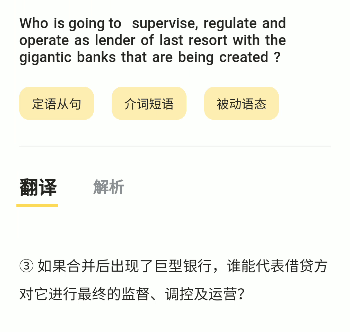 Who is going to supervise, regulate and
operate as lender of last resort with the
gigantic banks that are being created ?
定语从句 介词短语 被动语态
翻译 解析
③ 如果合并后出现了巨型银行，谁能代表借贷方
对它进行最终的监督、调控及运营？